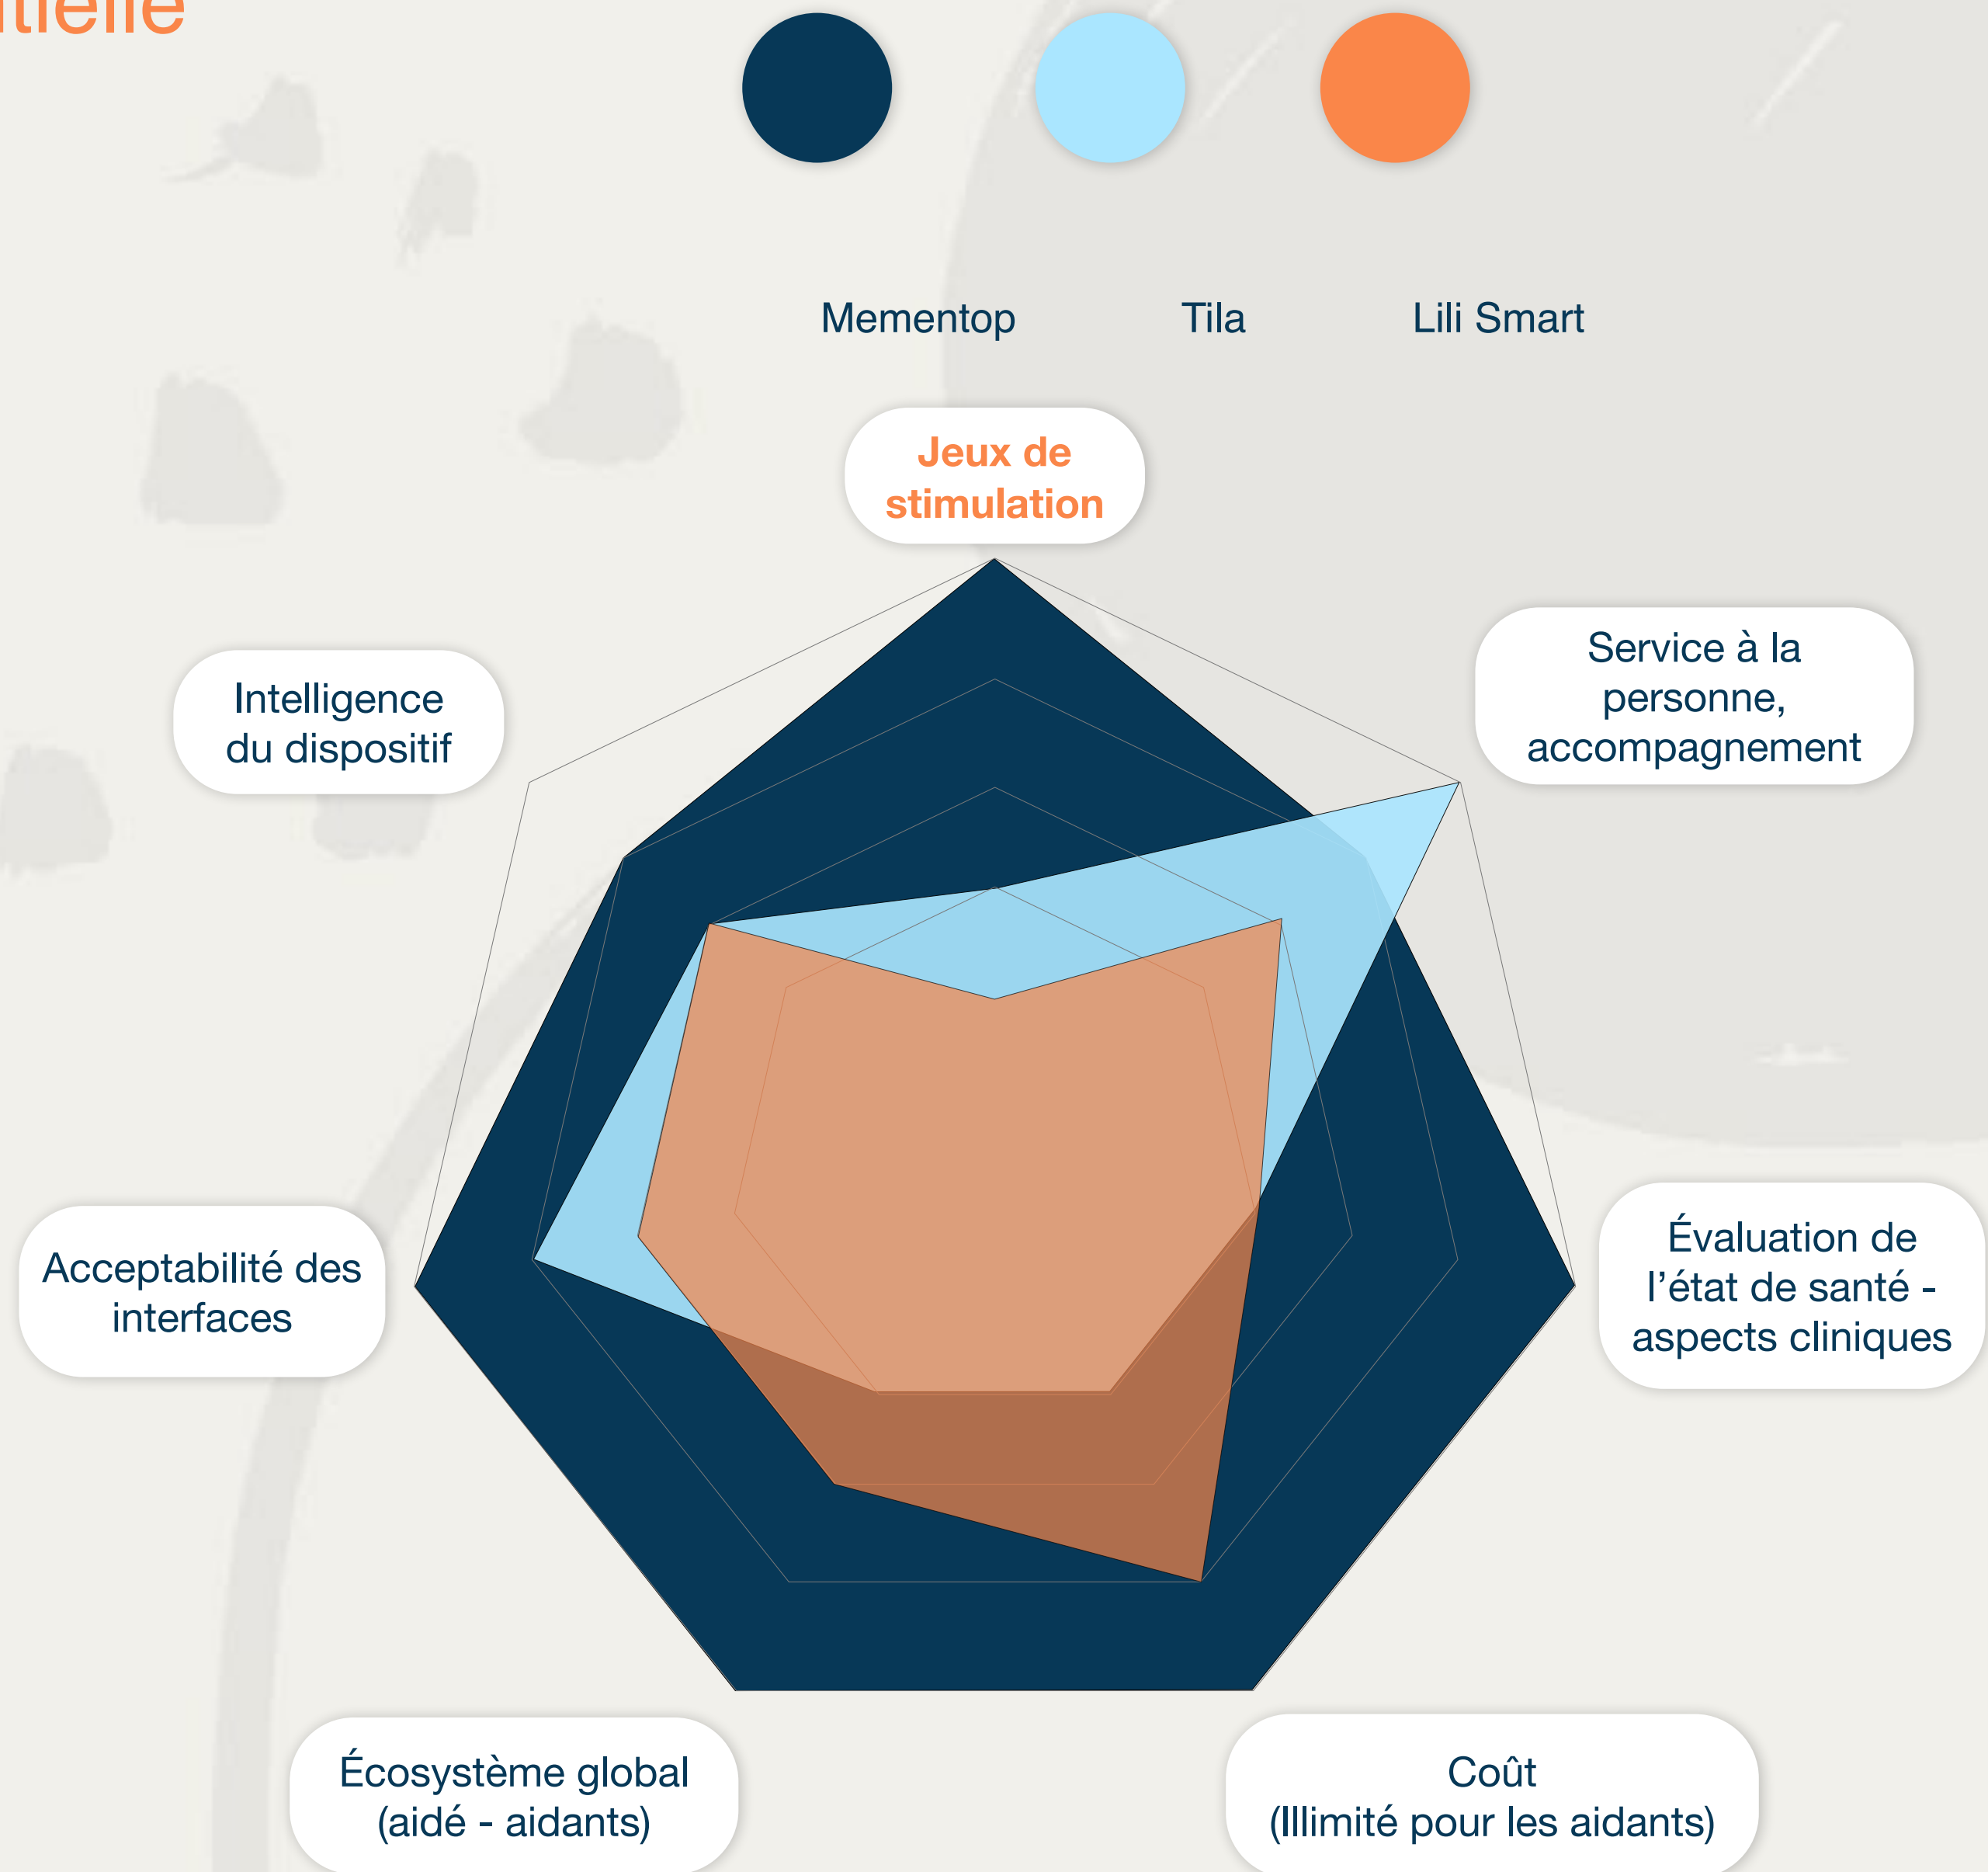 Mementop
Tila
Lili Smart
Jeux de
stimulation
Service à la
personne,
accompagnement
Intelligence
du dispositif
Évaluation de
l'état de santé -
aspects cliniques
Acceptabilité des
interfaces
Écosystème global
(aidé - aidants)
Coût
(Illimité pour les aidants)